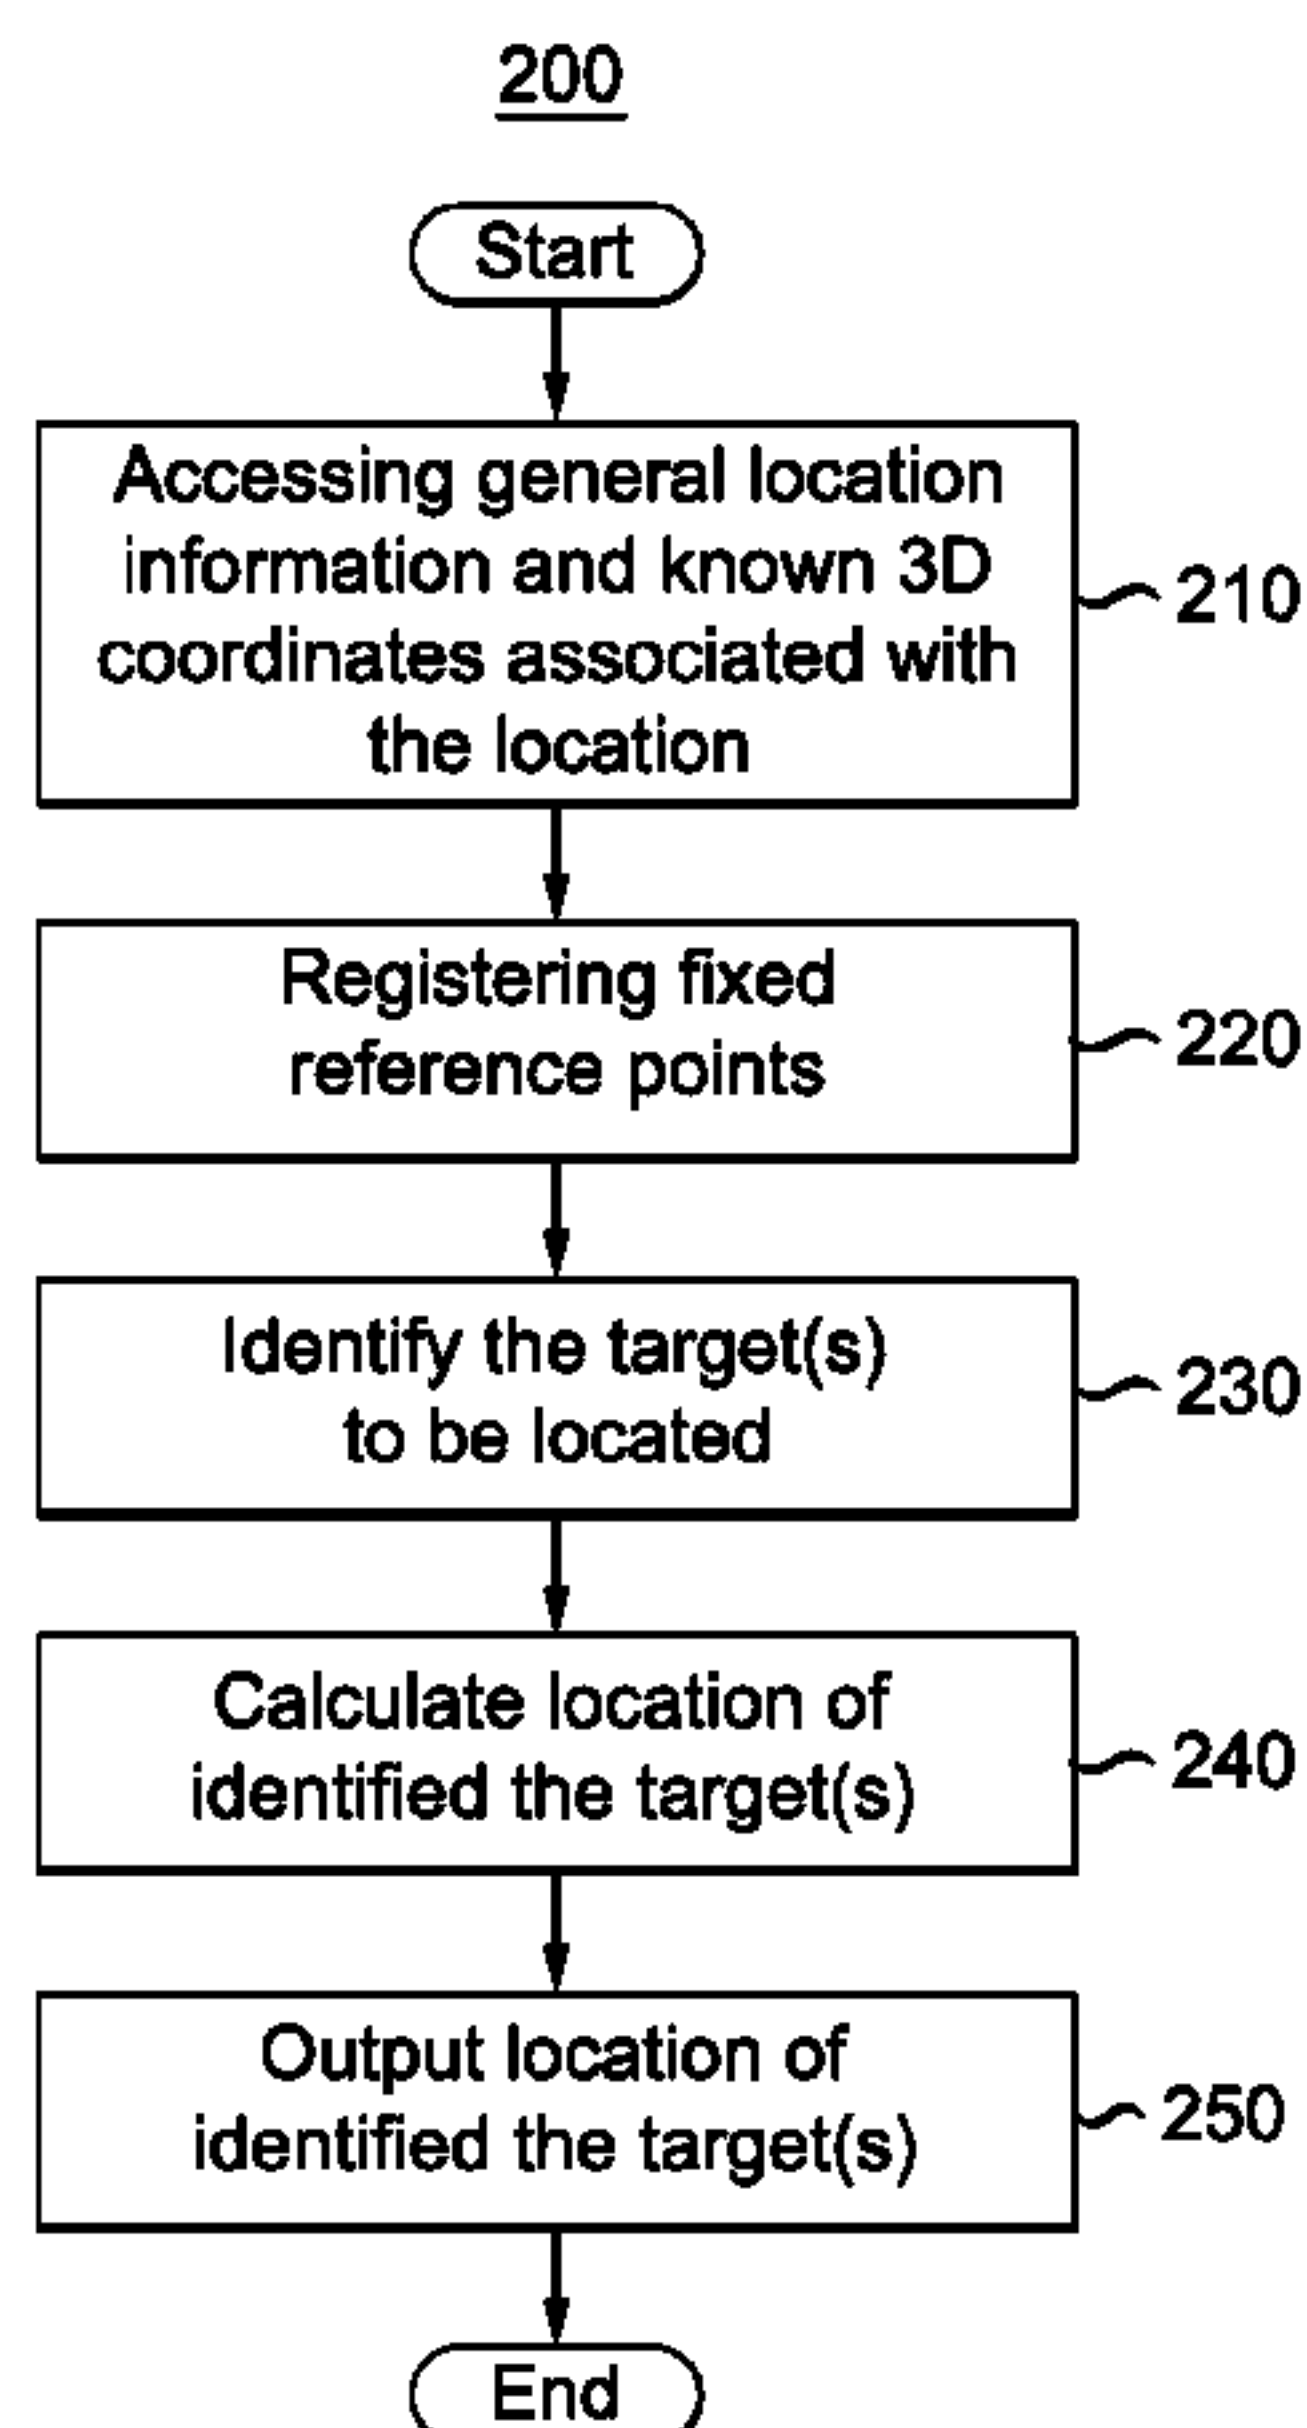 200
Start
Accessing general location
information and known 3D
coordinates associated with
the location
210
Registering fixed
reference points
220
Identify the target(s)
to be located
230
Calculate location of
identified the target(s)
240
Output location of
identified the target(s)
250
End